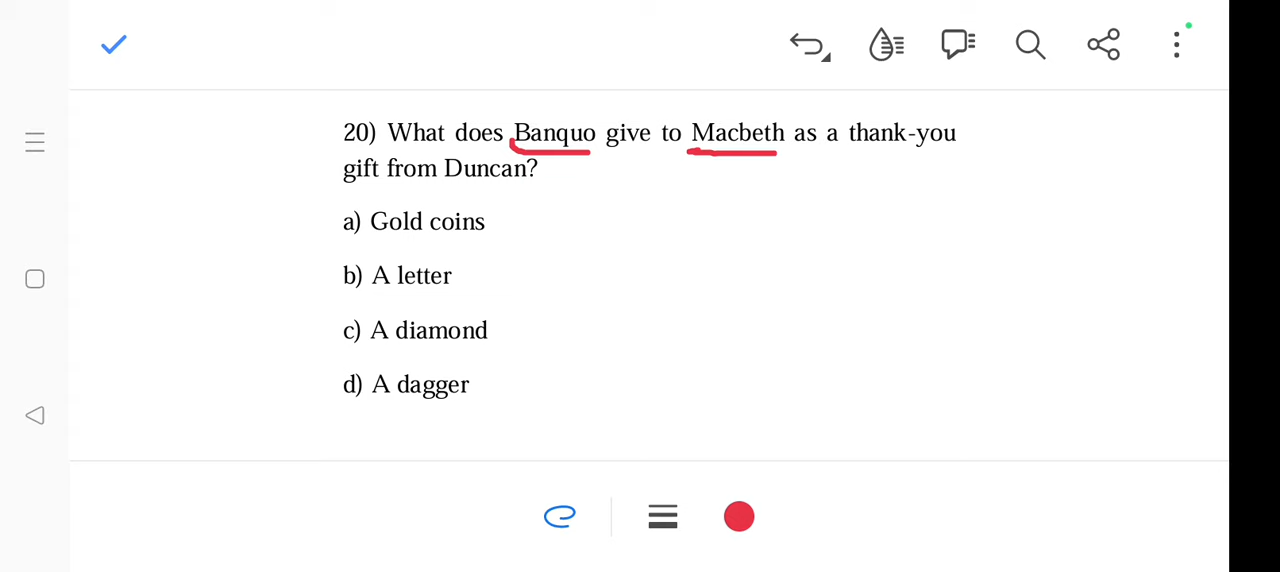 20) What does Banquo give to Macbeth as a thank-you
gift from Duncan?
a) Gold coins
b) A letter
c) A diamond
d) A dagger